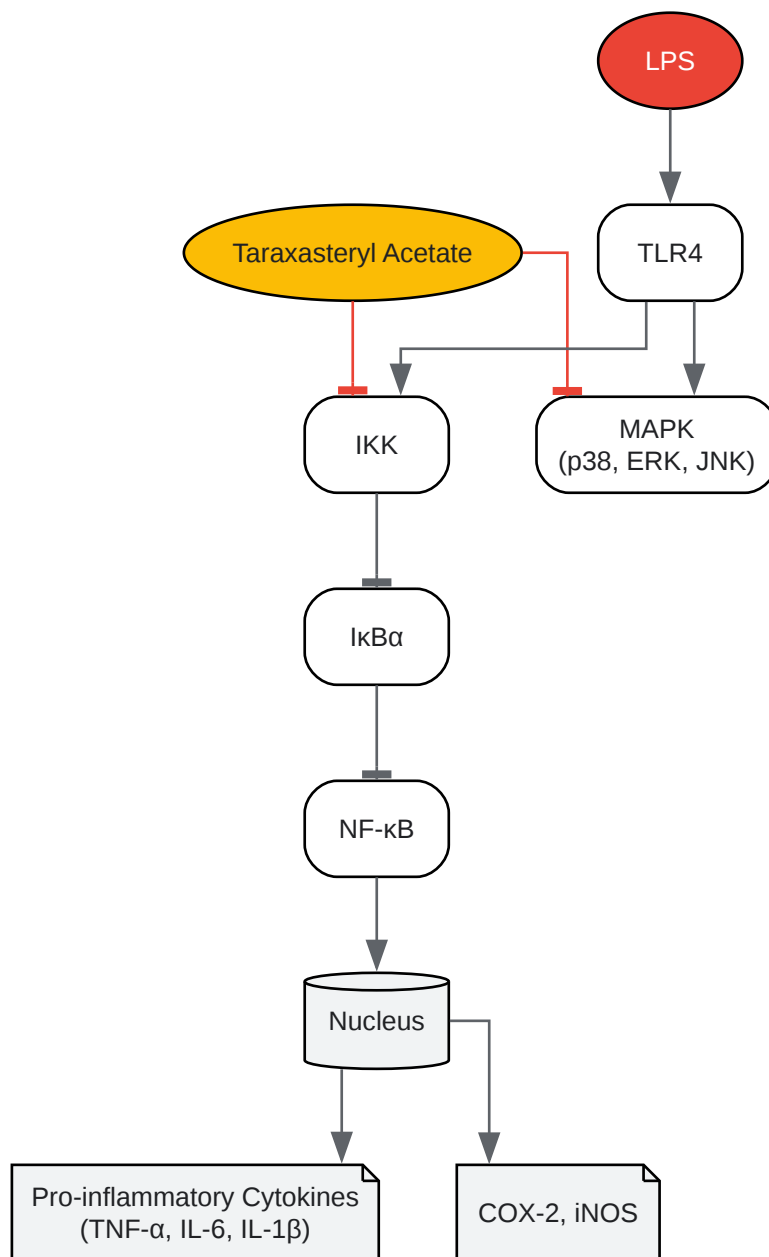 LPS
Taraxasteryl Acetate
TLR4
IKK
MAPK
(p38, ERK, JNK)
IκBα
NF-κB
Nucleus
Pro-inflammatory Cytokines
(TNF-α, IL-6, IL-1β)
COX-2, iNOS